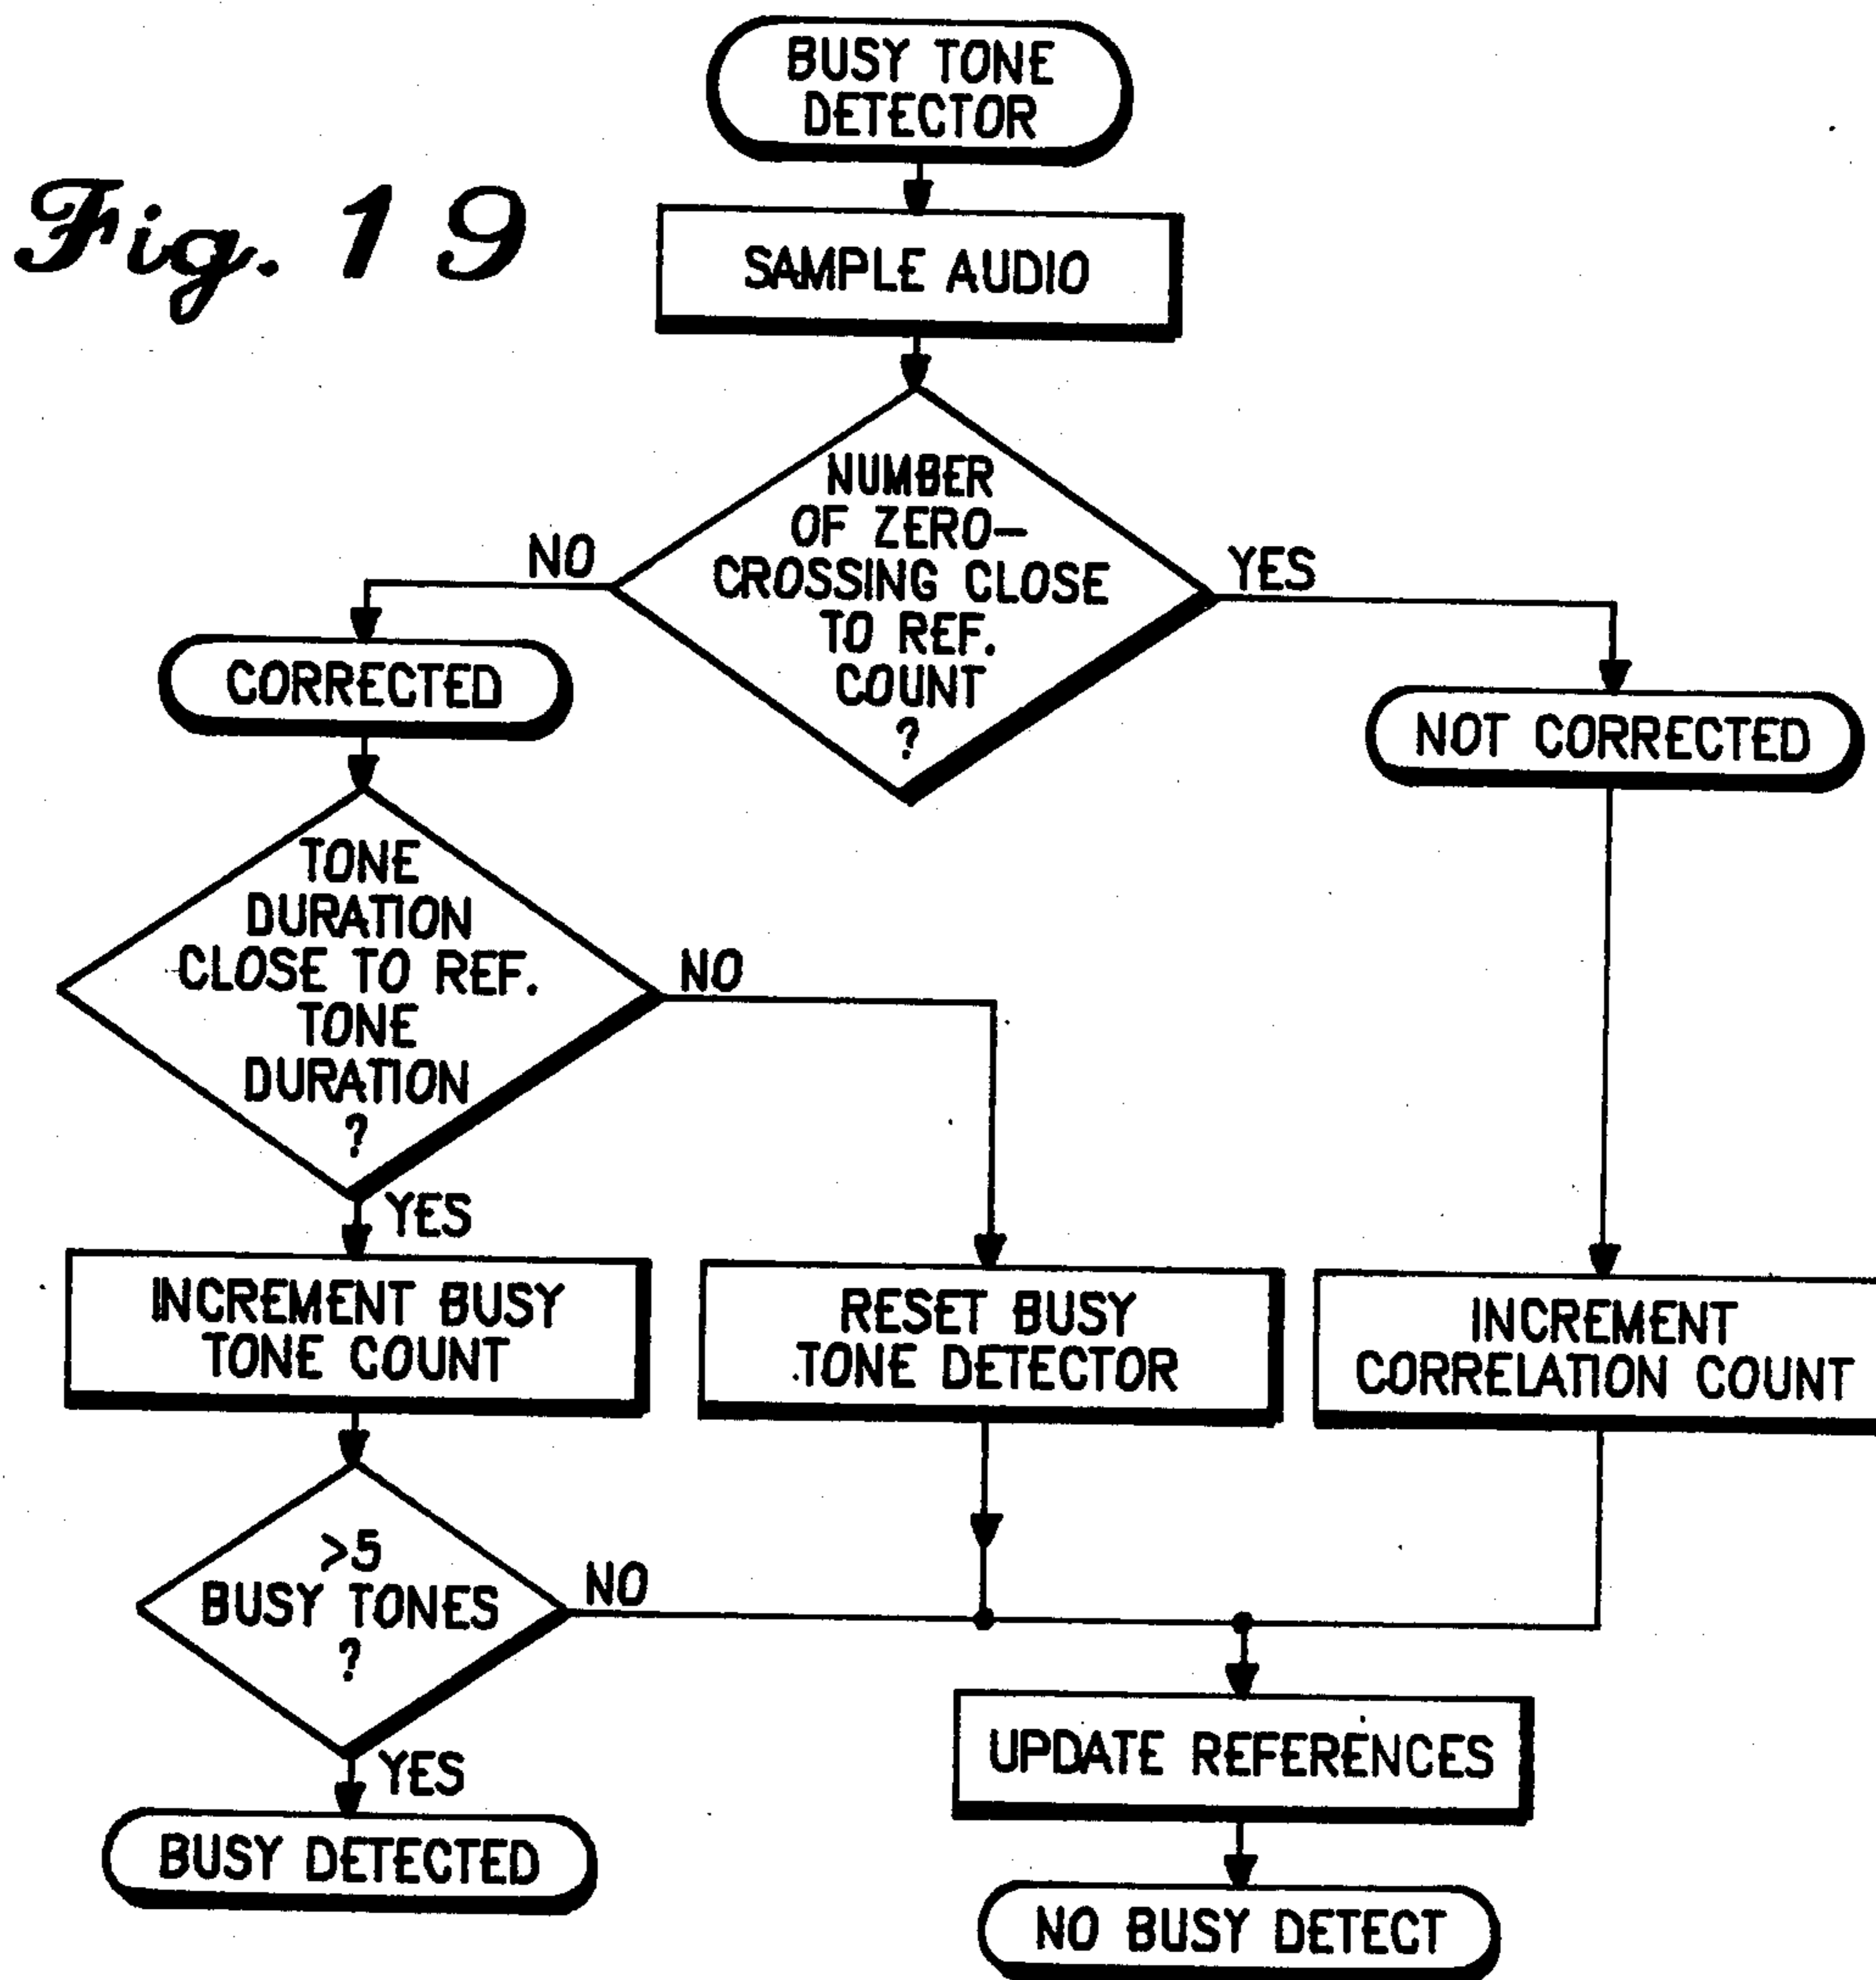 Fig. 19
BUSY TONE
DETECTOR
SAMPLE AUDIO
NUMBER
OF ZERO-
CROSSING CLOSE
TO REF.
COUNT
?
NO
YES
CORRECTED
NOT CORRECTED
TONE
DURATION
CLOSE TO REF.
TONE
DURATION
?
NO
YES
INCREMENT BUSY
TONE COUNT
RESET BUSY
TONE DETECTOR
INCREMENT
CORRELATION COUNT
>5
BUSY TONES
?
NO
YES
UPDATE REFERENCES
BUSY DETECTED
NO BUSY DETECT